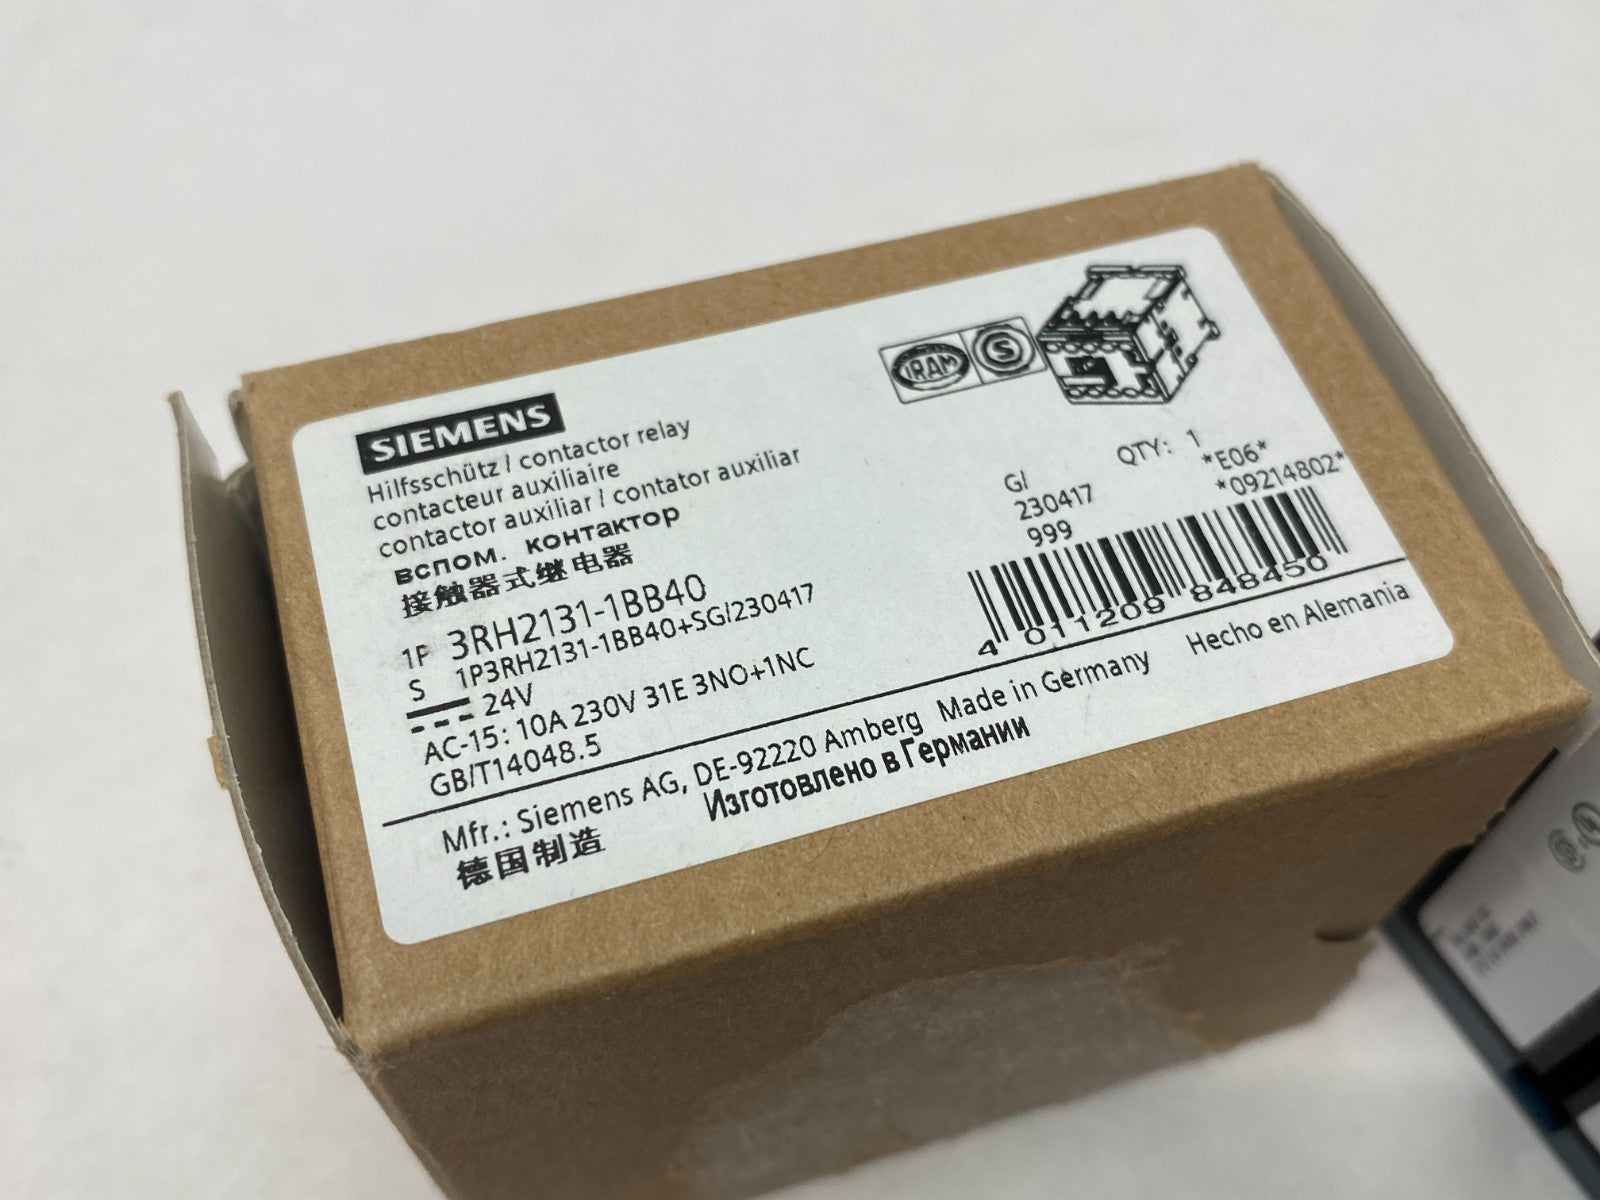 SIEMENS
Hilfsschütz / contactor relay
contacteur auxiliaire
contactor auxiliar / contator auxiliar
вспом. контактор
接触器式继电器
1P 3RH2131-1BB40
S 1P3RH2131-1BB40+SG/230417
24V
AC-15: 10A 230V 31E 3NO+1NC
GB/T14048.5
IRAM S
QTY: 1
G/
230417
999
*E06*
*09214802*
4 011209 848450
Mfr.: Siemens AG, DE-92220 Amberg Made in Germany Hecho en Alemania
德国制造 Изготовлено в Германии